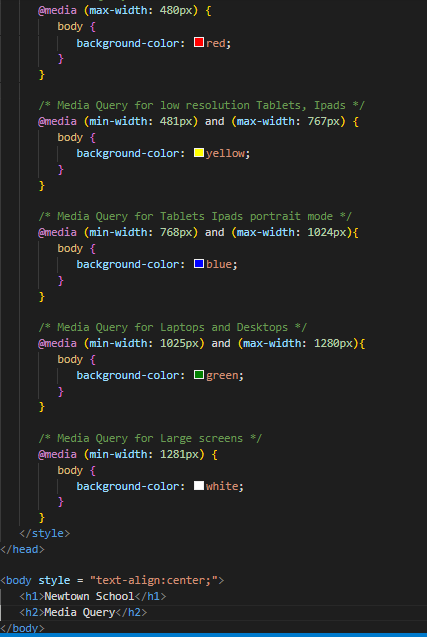 @media (max-width: 480px) {
body {
background-color: red;
}
}
/* Media Query for low resolution Tablets, Ipads */
@media (min-width: 481px) and (max-width: 767px) {
body {
background-color: yellow;
}
}
/* Media Query for Tablets Ipads portrait mode */
@media (min-width: 768px) and (max-width: 1024px){
body {
background-color: blue;
}
}
/* Media Query for Laptops and Desktops */
@media (min-width: 1025px) and (max-width: 1280px){
body {
background-color: green;
}
}
/* Media Query for Large screens */
@media (min-width: 1281px) {
body {
background-color: white;
}
}
</style>
</head>
<body style = "text-align:center;">
<h1>Newtown School</h1>
<h2>Media Query</h2>
</body>